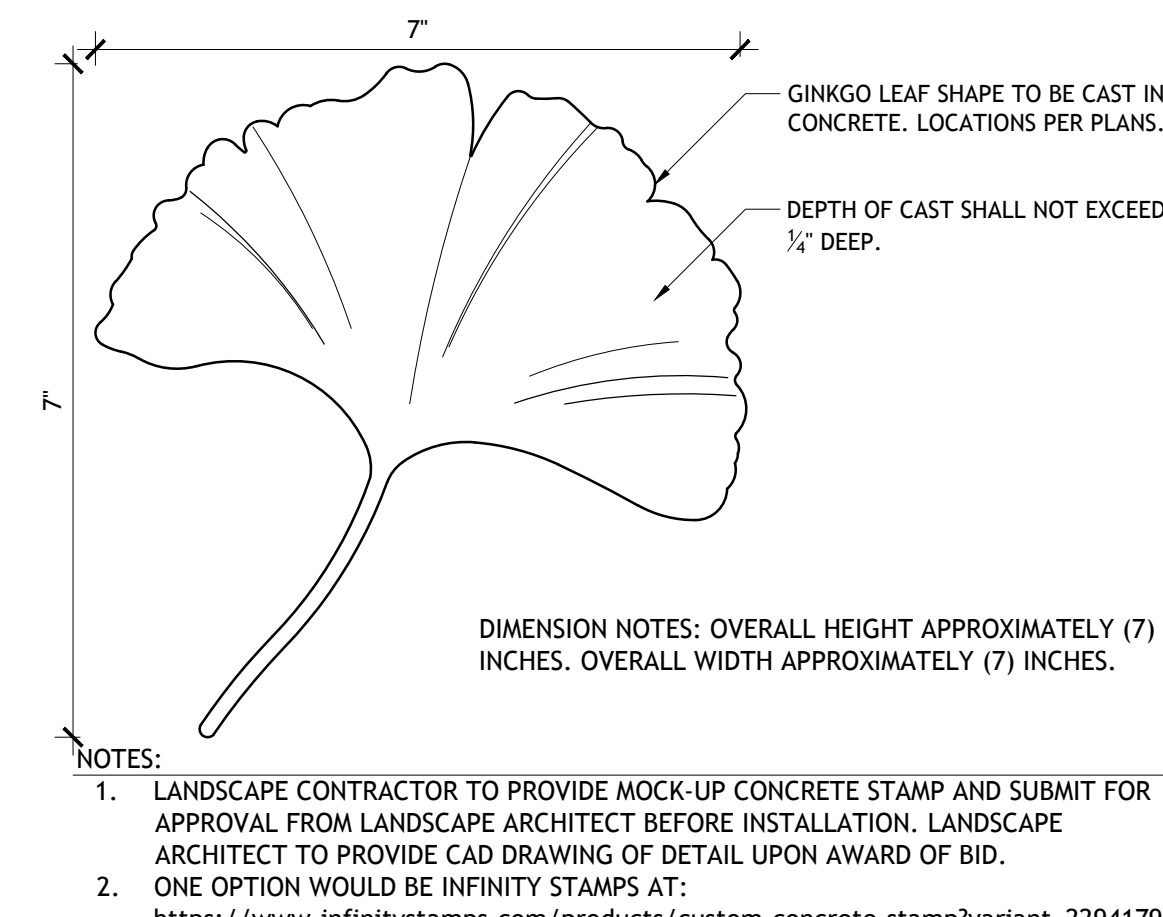 7"
GINKGO LEAF SHAPE TO BE CAST IN
CONCRETE. LOCATIONS PER PLANS.
DEPTH OF CAST SHALL NOT EXCEED
¼" DEEP.
7"
DIMENSION NOTES: OVERALL HEIGHT APPROXIMATELY (7)
INCHES. OVERALL WIDTH APPROXIMATELY (7) INCHES.
NOTES:
1. LANDSCAPE CONTRACTOR TO PROVIDE MOCK-UP CONCRETE STAMP AND SUBMIT FOR
APPROVAL FROM LANDSCAPE ARCHITECT BEFORE INSTALLATION. LANDSCAPE
ARCHITECT TO PROVIDE CAD DRAWING OF DETAIL UPON AWARD OF BID.
2. ONE OPTION WOULD BE INFINITY STAMPS AT: